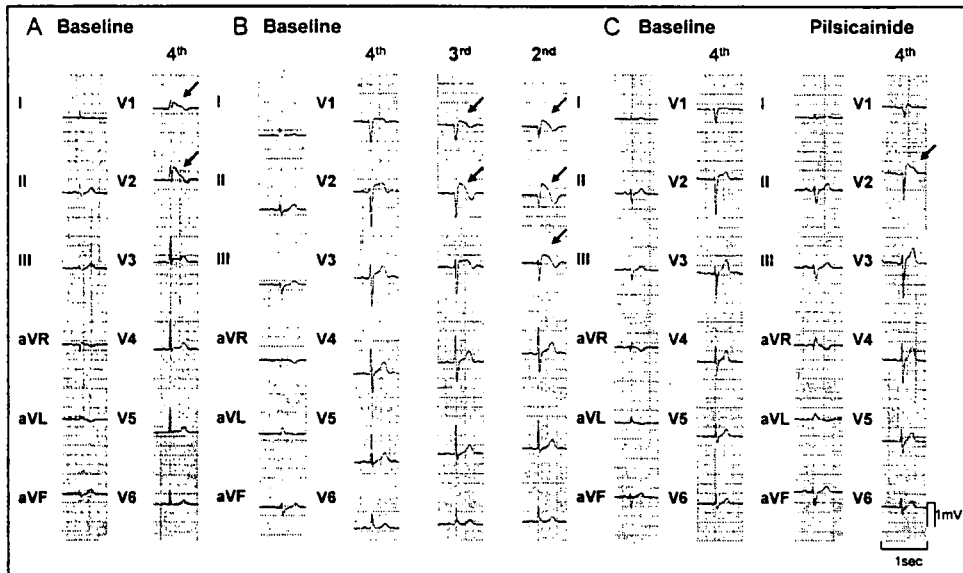 A Baseline B Baseline C Baseline Pilsicainide
4th 4th 3rd 2nd 4th 4th
I V1 I V1 I V1 I V1
II V2 II V2 II V2 II V2
III V3 III V3 III V3 III V3
aVR V4 aVR V4 aVR V4 aVR V4
aVL V5 aVL V5 aVL V5 aVL V5
aVF V6 aVF V6 aVF V6 aVF V6
1mV
1sec